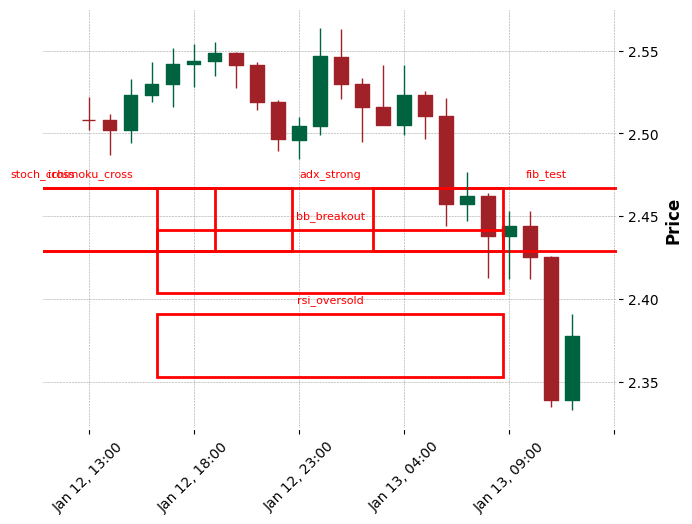 2.55
2.50
stoch_cross ichimoku_cross adx_strong fib_test
2.45
bb_breakout
2.40
rsi_oversold
2.35
Price
Jan 12, 13:00
Jan 12, 18:00
Jan 12, 23:00
Jan 13, 04:00
Jan 13, 09:00